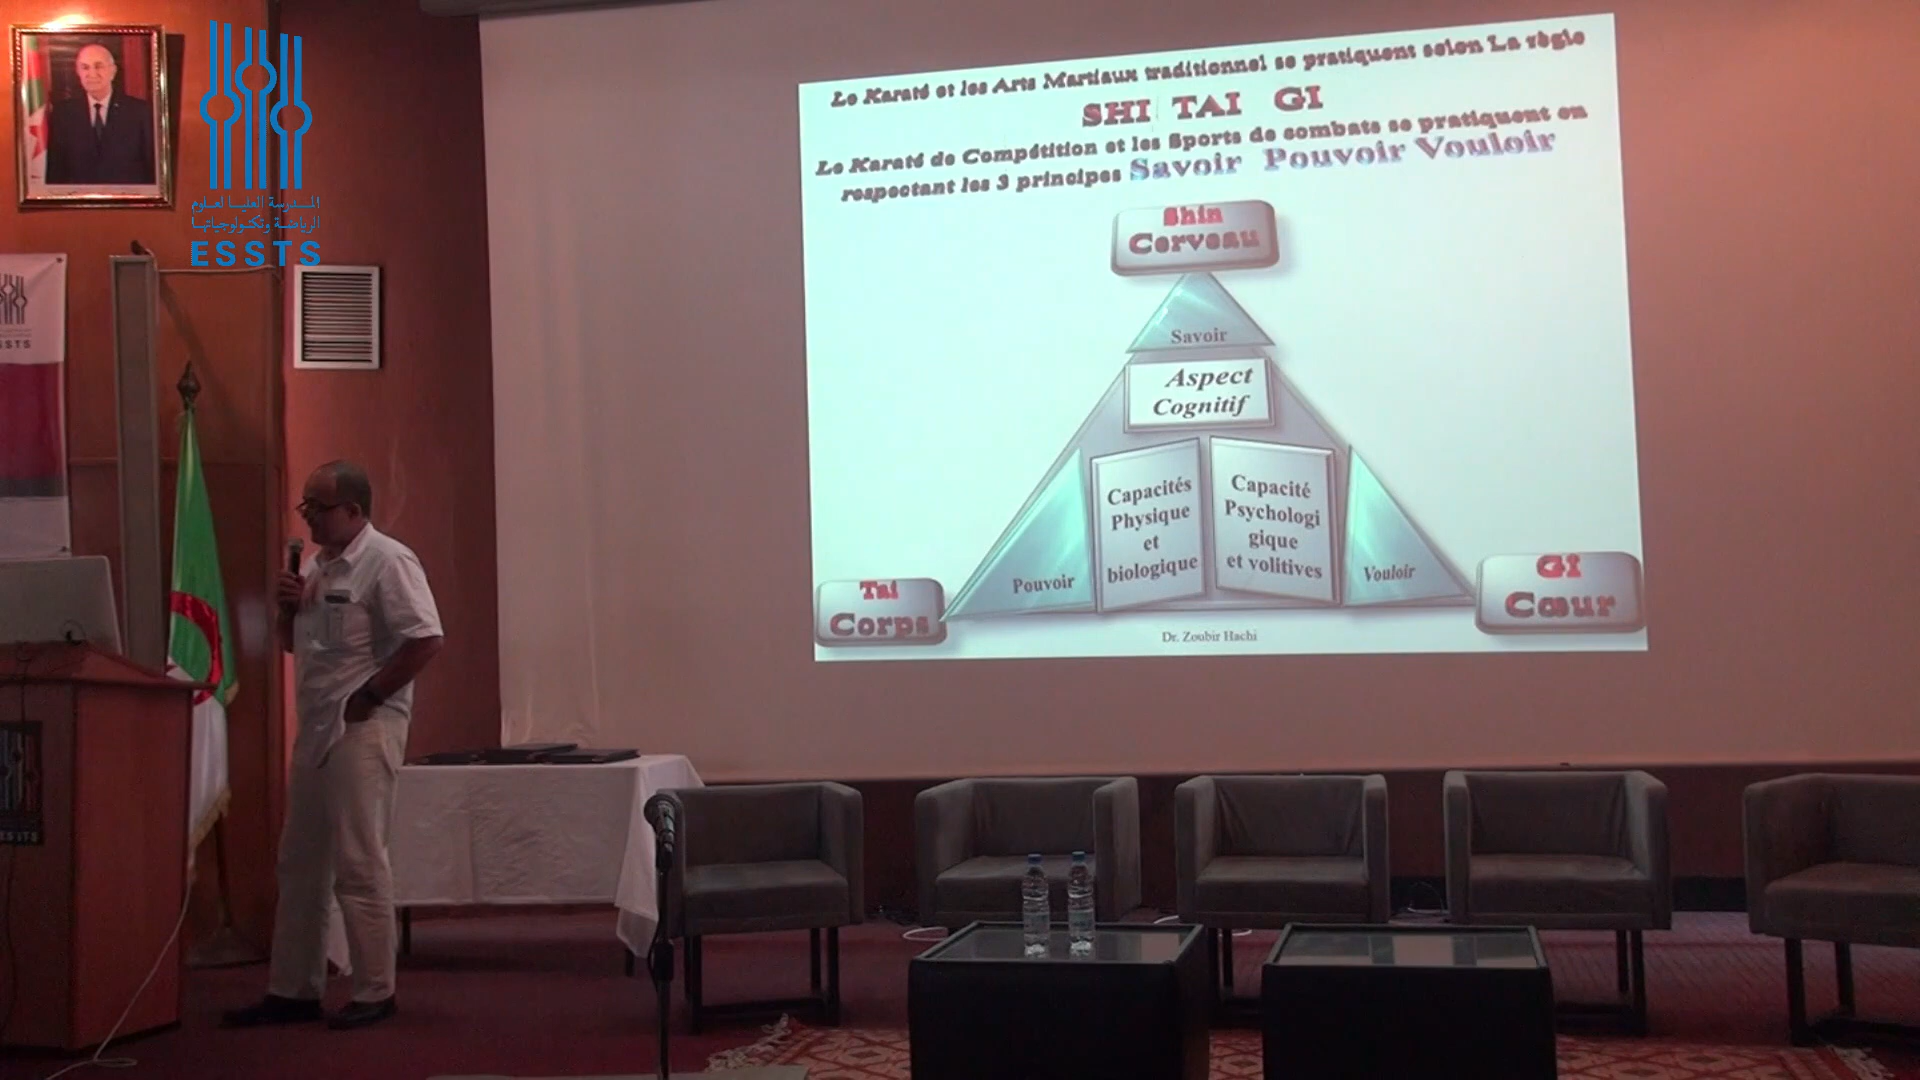 المدرسة العليا لعلوم
الرياضة وتكنولوجياتها
ESSTS
Le Karaté et les Arts Martiaux traditionnel se pratiquent selon La règle
SHI TAI GI
Le Karaté de Compétition et les Sports de combats se pratiquent en
respectant les 3 principes Savoir Pouvoir Vouloir
Shin
Cerveau
Savoir
Aspect
Cognitif
Capacités
Physique
et
biologique
Capacité
Psychologi
gique
et volitives
Pouvoir
Vouloir
Tai
Corps
GI
Cœur
Dr. Zoubir Hachi
ESSTS